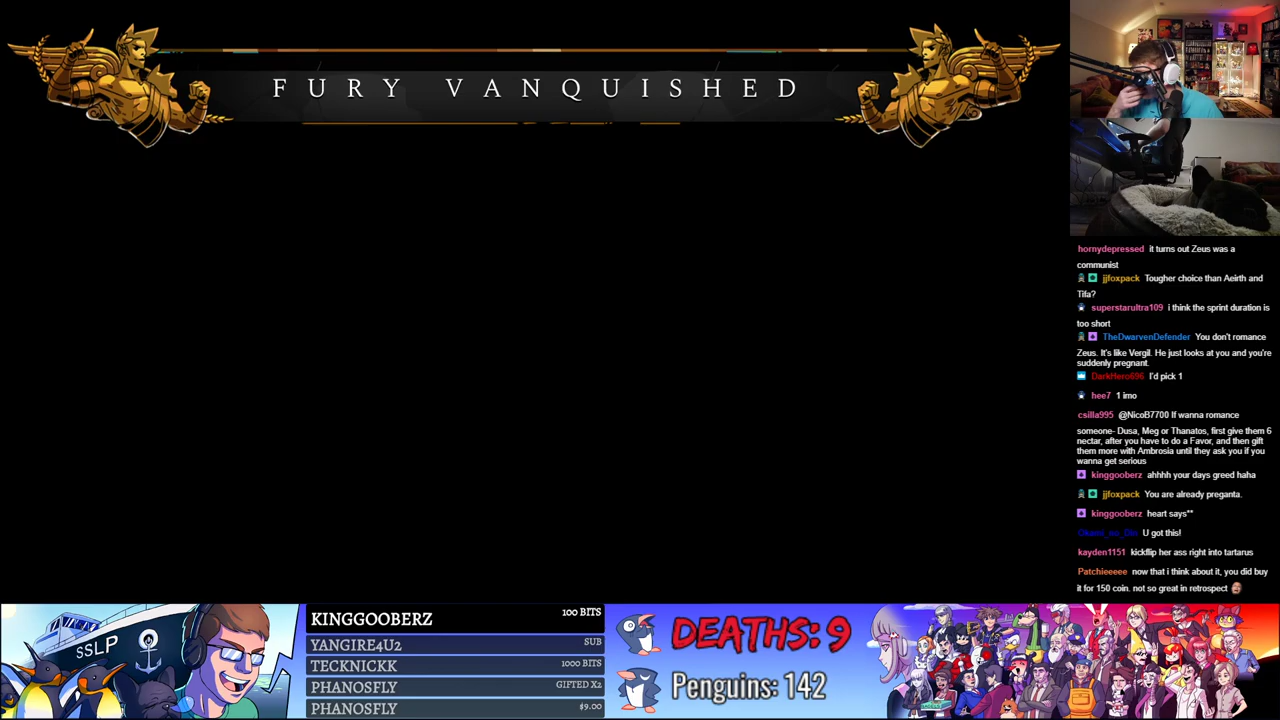 FURY VANQUISHED
hornydepressed it turns out Zeus was a
communist
jjfoxpack Tougher choice than Aeirth and
Tifa?
superstarultra109 i think the sprint duration is
too short
TheDwarvenDefender You don't romance
Zeus. It's like Vergil. He just looks at you and you're
suddenly pregnant.
DarkHero696 I'd pick 1
hee7 1 imo
csilla995 @NicoB7700 If wanna romance
someone- Dusa, Meg or Thanatos, first give them 6
nectar, after you have to do a Favor, and then gift
them more with Ambrosia until they ask you if you
wanna get serious
kinggooberz ahhhh your days greed haha
jjfoxpack You are already preganta.
kinggooberz heart says**
U got this!
kayden1151 kickflip her ass right into tartarus
Patchieeeee now that i think about it, you did buy
it for 150 coin. not so great in retrospect
SSLP
KINGGOOBERZ 100 BITS
YANGIRE4U2 SUB
TECKNICKK 1000 BITS
PHANOSFLY GIFTED X2
PHANOSFLY $9.00
DEATHS: 9
Penguins: 142